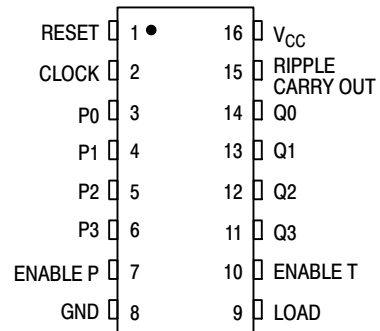 RESET 1 16 VCC
CLOCK 2 15 RIPPLE
CARRY OUT
P0 3 14 Q0
P1 4 13 Q1
P2 5 12 Q2
P3 6 11 Q3
ENABLE P 7 10 ENABLE T
GND 8 9 LOAD